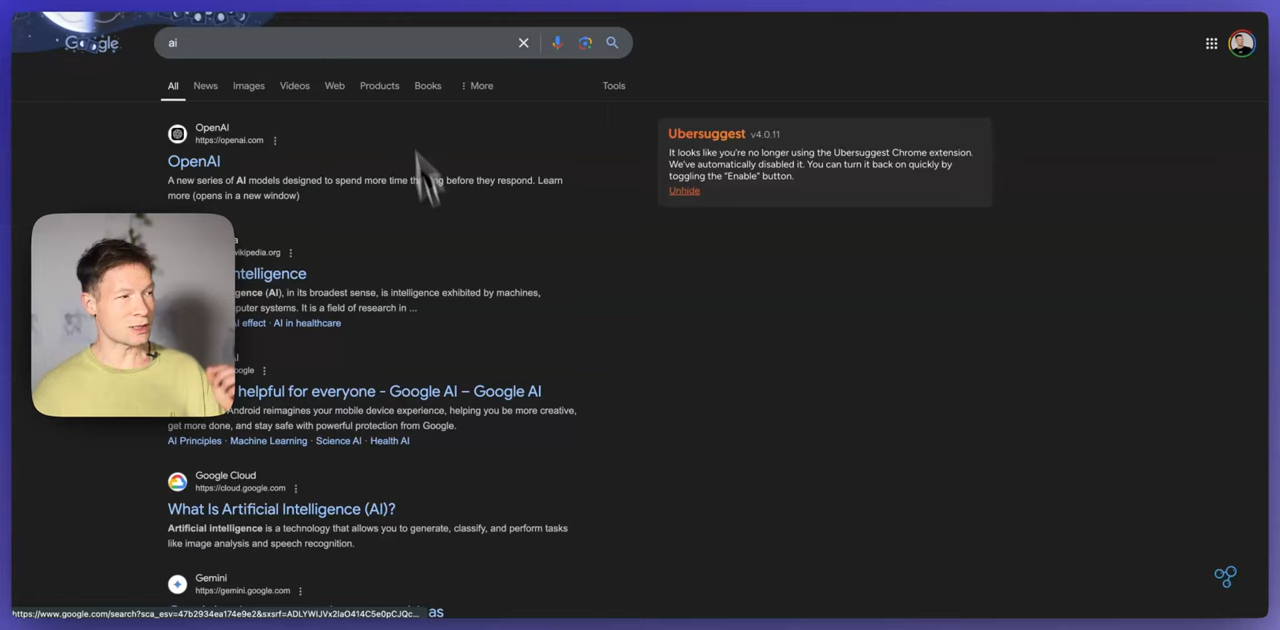 Google
ai
All News Images Videos Web Products Books More Tools
OpenAI
https://openai.com
OpenAI
A new series of AI models designed to spend more time before they respond. Learn
more (opens in a new window)
Ubersuggest v4.0.11
It looks like you're no longer using the Ubersuggest Chrome extension.
We've automatically disabled it. You can turn it back on quickly by
toggling the "Enable" button.
Unhide
wikipedia.org
ntelligence
gence (AI), in its broadest sense, is intelligence exhibited by machines,
puter systems. It is a field of research in ...
I effect · AI in healthcare
oogle
helpful for everyone - Google AI – Google AI
Android reimagines your mobile device experience, helping you be more creative,
get more done, and stay safe with powerful protection from Google.
AI Principles · Machine Learning · Science AI · Health AI
Google Cloud
https://cloud.google.com
What Is Artificial Intelligence (AI)?
Artificial intelligence is a technology that allows you to generate, classify, and perform tasks
like image analysis and speech recognition.
Gemini
https://gemini.google.com
as